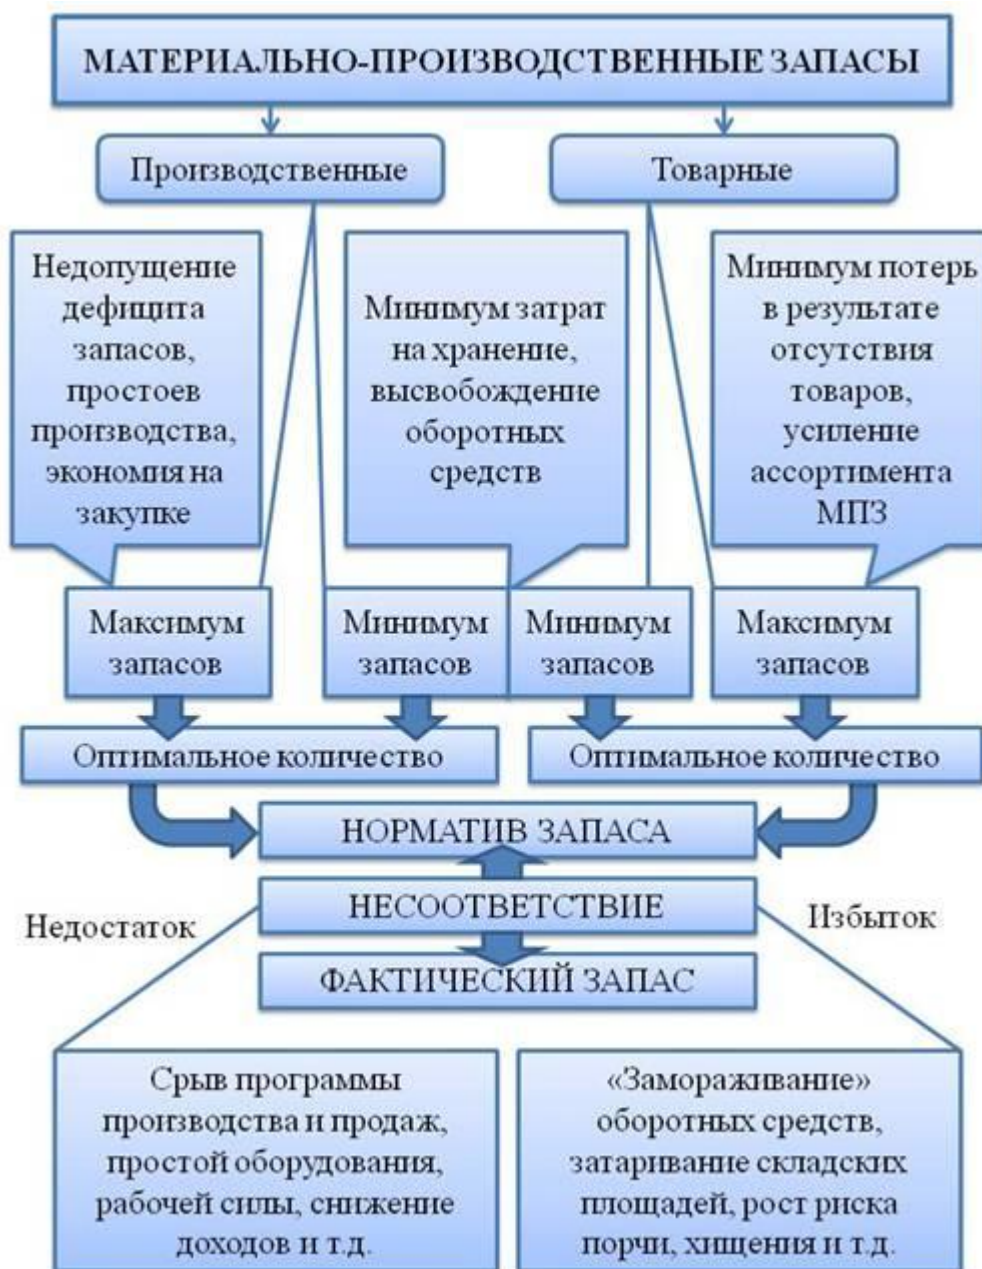 МАТЕРИАЛЬНО-ПРОИЗВОДСТВЕННЫЕ ЗАПАСЫ
Производственные
Товарные
Недопущение
дефицита
запасов,
простоев
производства,
экономия на
закупке
Минимум затрат
на хранение,
высвобождение
оборотных
средств
Минимум потерь
в результате
отсутствия
товаров,
усиление
ассортимента
МПЗ
Максимум
запасов
Минимум
запасов
Минимум
запасов
Максимум
запасов
Оптимальное количество
Оптимальное количество
НОРМАТИВ ЗАПАСА
НЕСООТВЕТСТВИЕ
Недостаток
Избыток
ФАКТИЧЕСКИЙ ЗАПАС
Срыв программы
производства и продаж,
простой оборудования,
рабочей силы, снижение
доходов и т.д.
«Замораживание»
оборотных средств,
затаривание складских
площадей, рост риска
порчи, хищения и т.д.